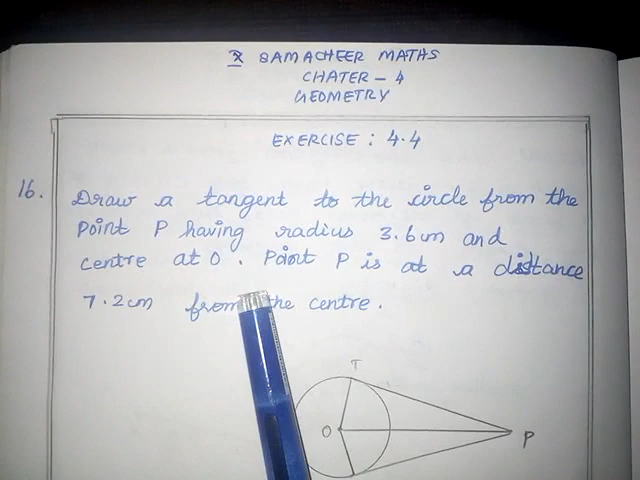 X SAMACHEER MATHS
CHATER - 4
GEOMETRY
EXERCISE : 4.4
16. Draw a tangent to the circle from the
point P having radius 3.6cm and
centre at O. Point P is at a distance
7.2cm from the centre.
T
O
P